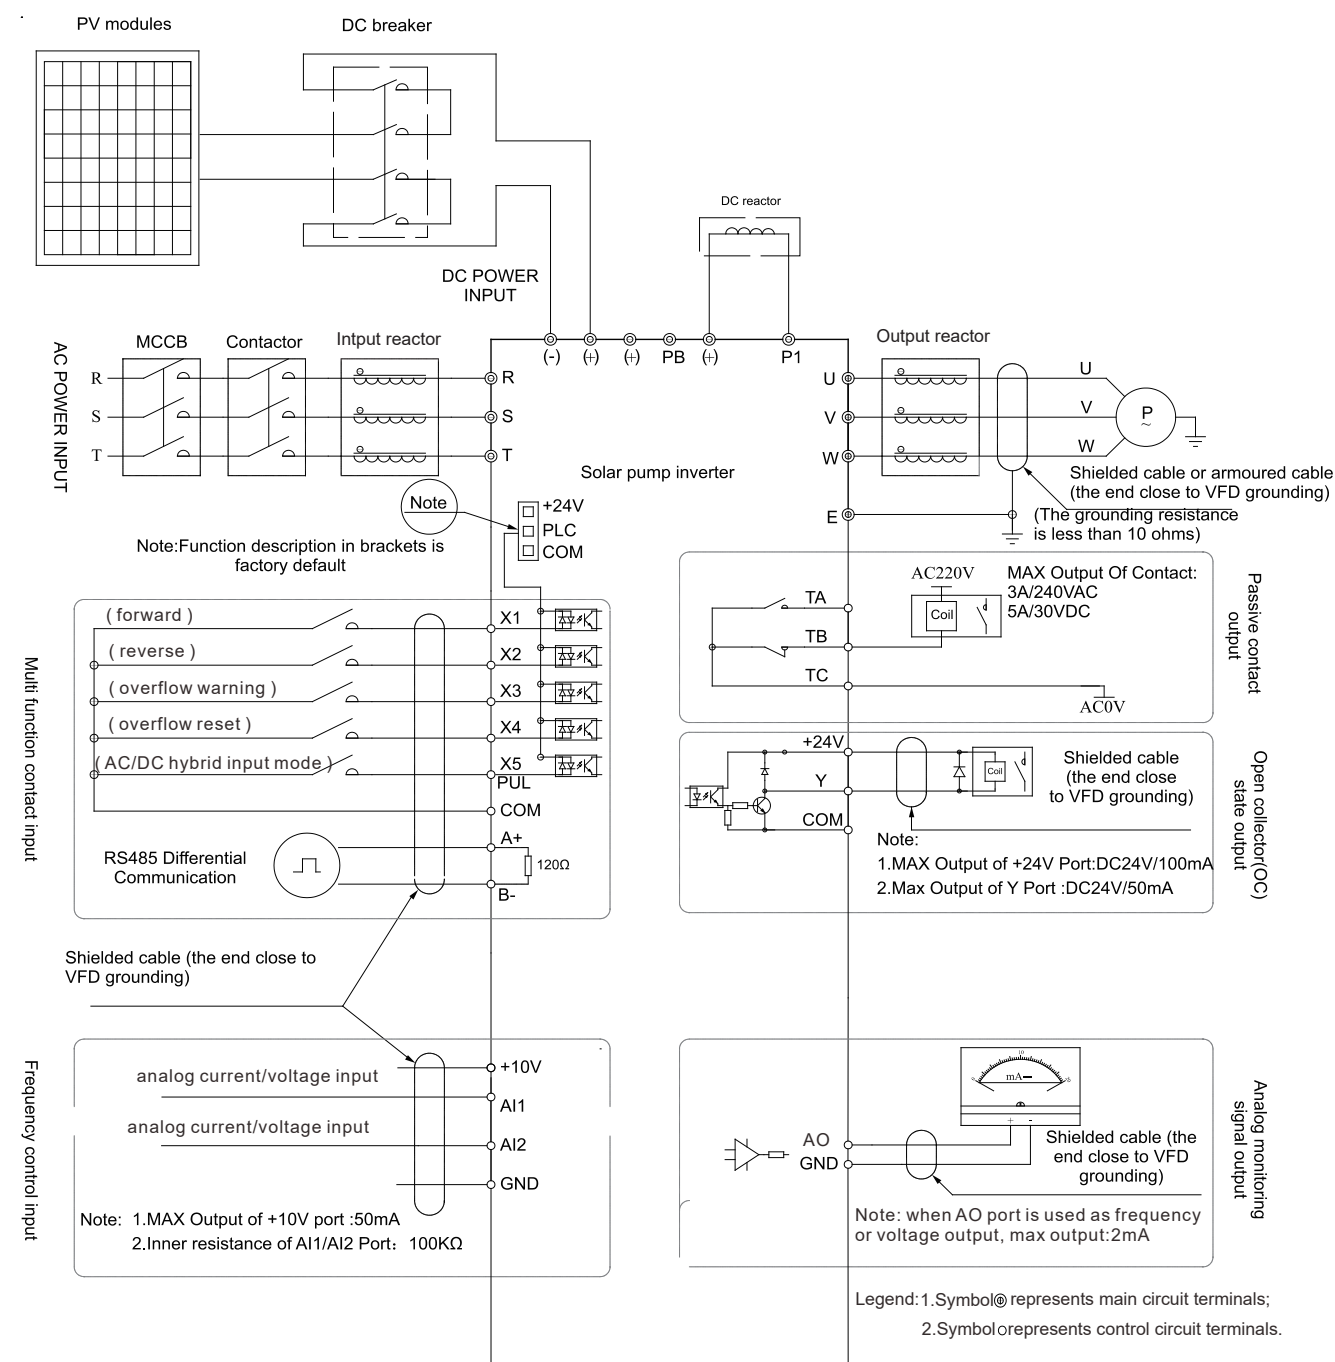 PV modules
DC breaker
DC reactor
DC POWER
INPUT
(-)
(+)
(+)
PB
(+)
P1
AC POWER INPUT
MCCB
Contactor
Intput reactor
Output reactor
R
S
T
R
S
T
U
V
W
E
U
V
W
P
~
Solar pump inverter
Shielded cable or armoured cable
(the end close to VFD grounding)
(The grounding resistance
is less than 10 ohms)
Note
+24V
PLC
COM
Note:Function description in brackets is
factory default
Multi function contact input
( forward )
( reverse )
( overflow warning )
( overflow reset )
( AC/DC hybrid input mode )
X1
X2
X3
X4
X5
PUL
COM
A+
B-
120Ω
RS485 Differential
Communication
Shielded cable (the end close to
VFD grounding)
Frequency control input
analog current/voltage input
analog current/voltage input
+10V
AI1
AI2
GND
Note: 1.MAX Output of +10V port :50mA
2.Inner resistance of AI1/AI2 Port: 100KΩ
TA
TB
TC
AC220V
Coil
MAX Output Of Contact:
3A/240VAC
5A/30VDC
AC0V
Passive contact
output
+24V
Y
COM
Coil
Shielded cable
(the end close
to VFD grounding)
Note:
1.MAX Output of +24V Port:DC24V/100mA
2.Max Output of Y Port :DC24V/50mA
Open collector(OC)
state output
10
mA
+ -
AO
GND
Shielded cable (the
end close to VFD
grounding)
Note: when AO port is used as frequency
or voltage output, max output:2mA
Analog monitoring
signal output
Legend:1.Symbol represents main circuit terminals;
2.Symbol represents control circuit terminals.